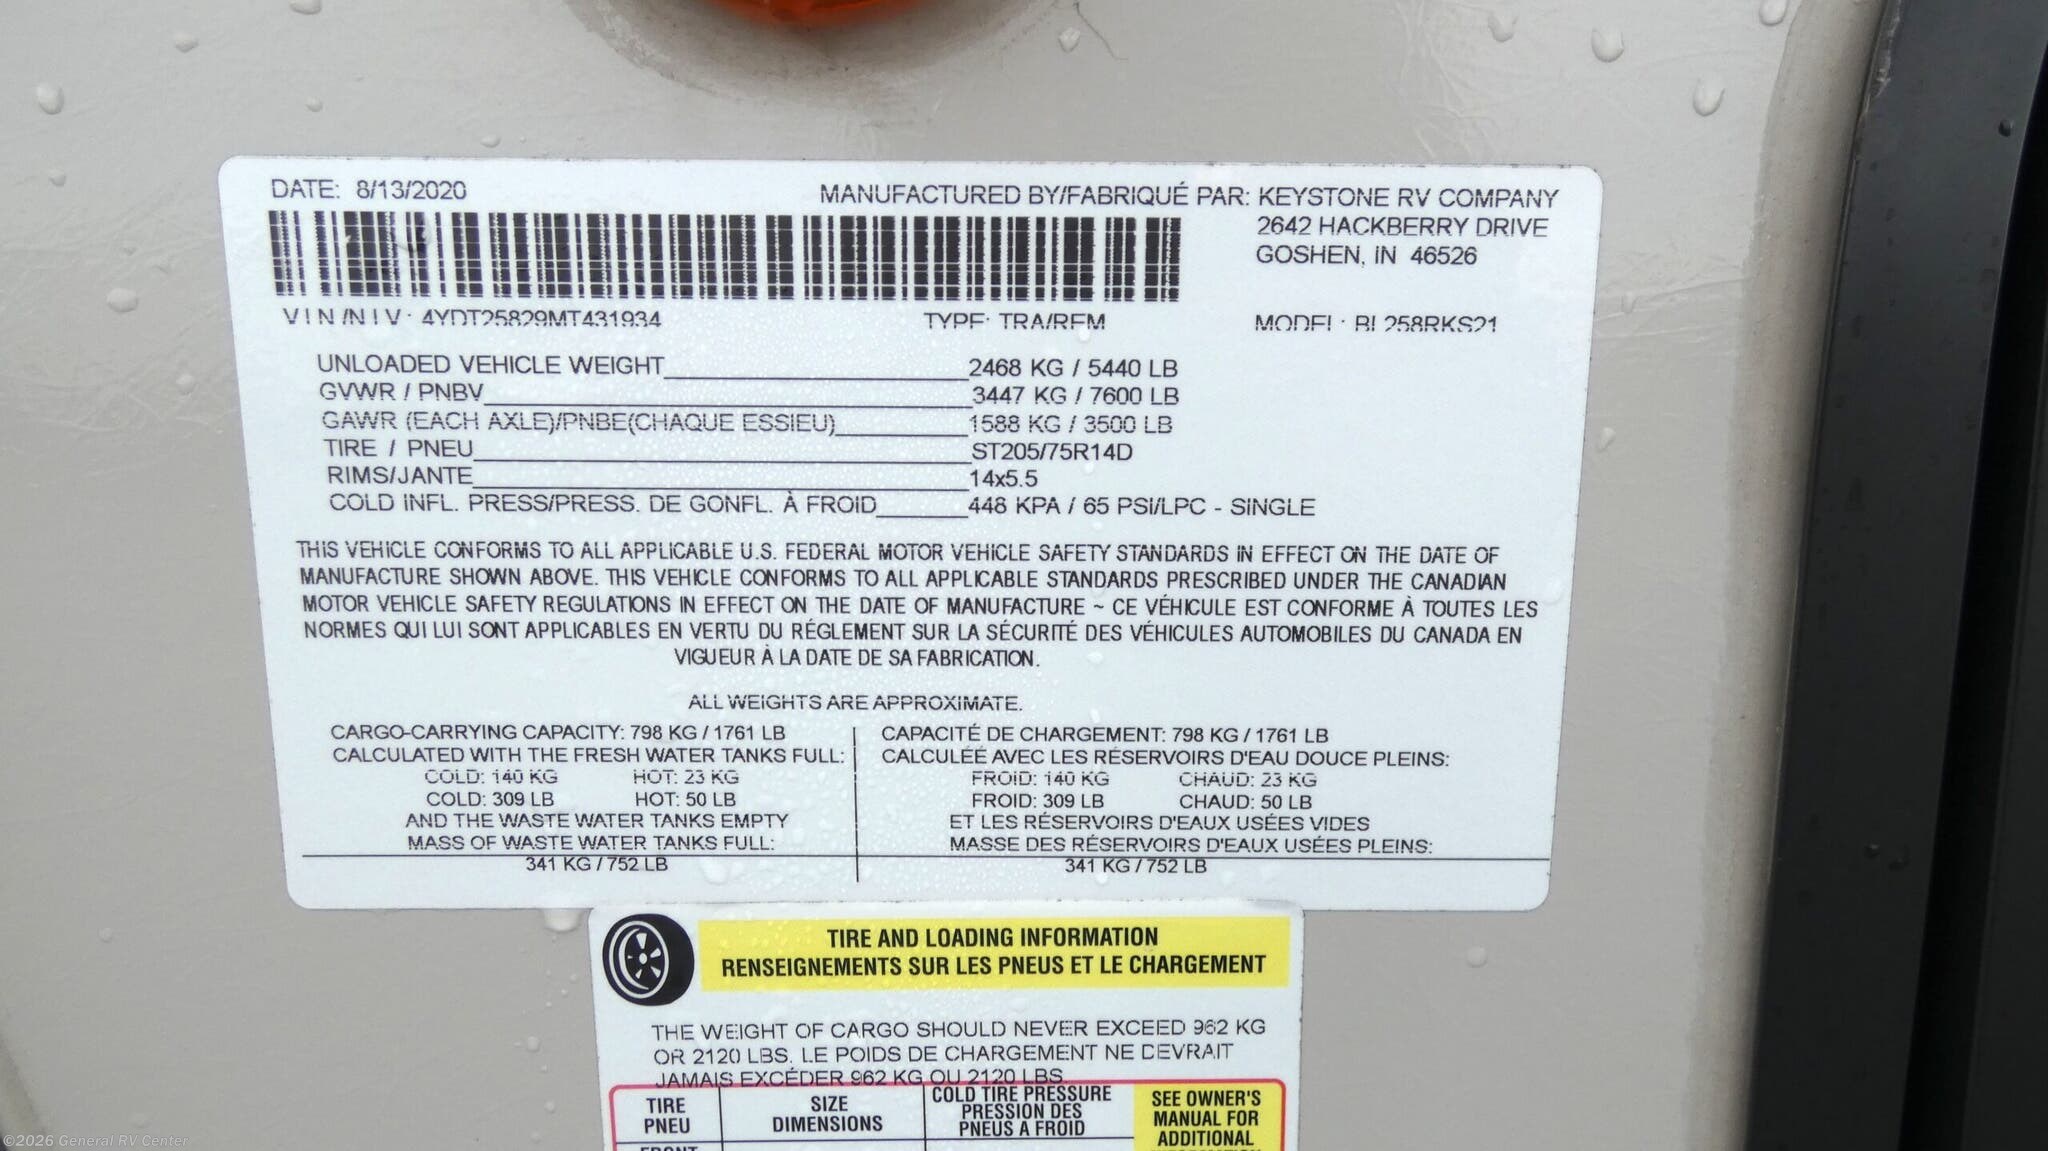 DATE: 8/13/2020
MANUFACTURED BY/FABRIQUÉ PAR: KEYSTONE RV COMPANY
2642 HACKBERRY DRIVE
GOSHEN, IN 46526
VIN/NIV: 4YDT25829MT431934 TYPE: TRA/REM MODEL: BL258RKS21
UNLOADED VEHICLE WEIGHT 2468 KG / 5440 LB
GVWR / PNBV 3447 KG / 7600 LB
GAWR (EACH AXLE)/PNBE(CHAQUE ESSIEU) 1588 KG / 3500 LB
TIRE / PNEU ST205/75R14D
RIMS/JANTE 14x5.5
COLD INFL. PRESS/PRESS. DE GONFL. À FROID 448 KPA / 65 PSI/LPC - SINGLE
THIS VEHICLE CONFORMS TO ALL APPLICABLE U.S. FEDERAL MOTOR VEHICLE SAFETY STANDARDS IN EFFECT ON THE DATE OF
MANUFACTURE SHOWN ABOVE. THIS VEHICLE CONFORMS TO ALL APPLICABLE STANDARDS PRESCRIBED UNDER THE CANADIAN
MOTOR VEHICLE SAFETY REGULATIONS IN EFFECT ON THE DATE OF MANUFACTURE ~ CE VÉHICULE EST CONFORME À TOUTES LES
NORMES QUI LUI SONT APPLICABLES EN VERTU DU RÉGLEMENT SUR LA SÉCURITÉ DES VÉHICULES AUTOMOBILES DU CANADA EN
VIGUEUR À LA DATE DE SA FABRICATION.
ALL WEIGHTS ARE APPROXIMATE.
CARGO-CARRYING CAPACITY: 798 KG / 1761 LB
CALCULATED WITH THE FRESH WATER TANKS FULL:
COLD: 140 KG HOT: 23 KG
COLD: 309 LB HOT: 50 LB
AND THE WASTE WATER TANKS EMPTY
MASS OF WASTE WATER TANKS FULL:
341 KG / 752 LB
CAPACITÉ DE CHARGEMENT: 798 KG / 1761 LB
CALCULÉE AVEC LES RÉSERVOIRS D'EAU DOUCE PLEINS:
FROID: 140 KG CHAUD: 23 KG
FROID: 309 LB CHAUD: 50 LB
ET LES RÉSERVOIRS D'EAUX USÉES VIDES
MASSE DES RÉSERVOIRS D'EAUX USÉES PLEINS:
341 KG / 752 LB
TIRE AND LOADING INFORMATION
RENSEIGNEMENTS SUR LES PNEUS ET LE CHARGEMENT
THE WEIGHT OF CARGO SHOULD NEVER EXCEED 962 KG
OR 2120 LBS. LE POIDS DE CHARGEMENT NE DEVRAIT
JAMAIS EXCÉDER 962 KG OU 2120 LBS.
TIRE
PNEU
SIZE
DIMENSIONS
COLD TIRE PRESSURE
PRESSION DES
PNEUS A FROID
SEE OWNER'S
MANUAL FOR
ADDITIONAL
©2026 General RV Center